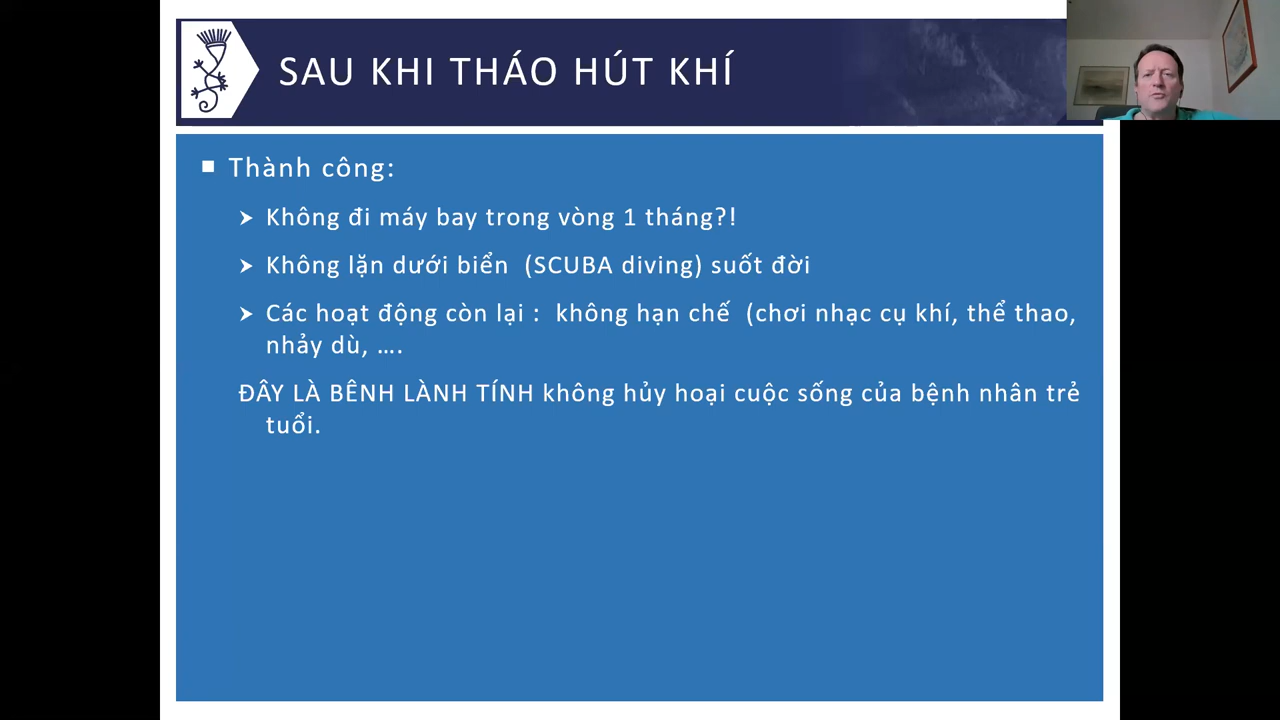 SAU KHI THÁO HÚT KHÍ
Thành công:
Không đi máy bay trong vòng 1 tháng?!
Không lặn dưới biển (SCUBA diving) suốt đời
Các hoạt động còn lại : không hạn chế (chơi nhạc cụ khí, thể thao,
nhảy dù, ….
ĐÂY LÀ BÊNH LÀNH TÍNH không hủy hoại cuộc sống của bệnh nhân trẻ
tuổi.